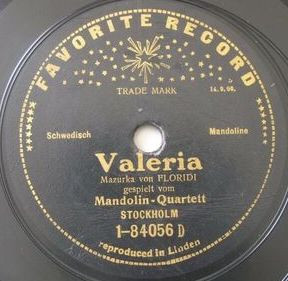 FAVORITE RECORD
TRADE MARK
14.9.06.
Schwedisch
Mandoline
Valeria
Mazurka von FLORIDI
gespielt vom
Mandolin-Quartett
STOCKHOLM
1-84056 D
reproduced in Linden